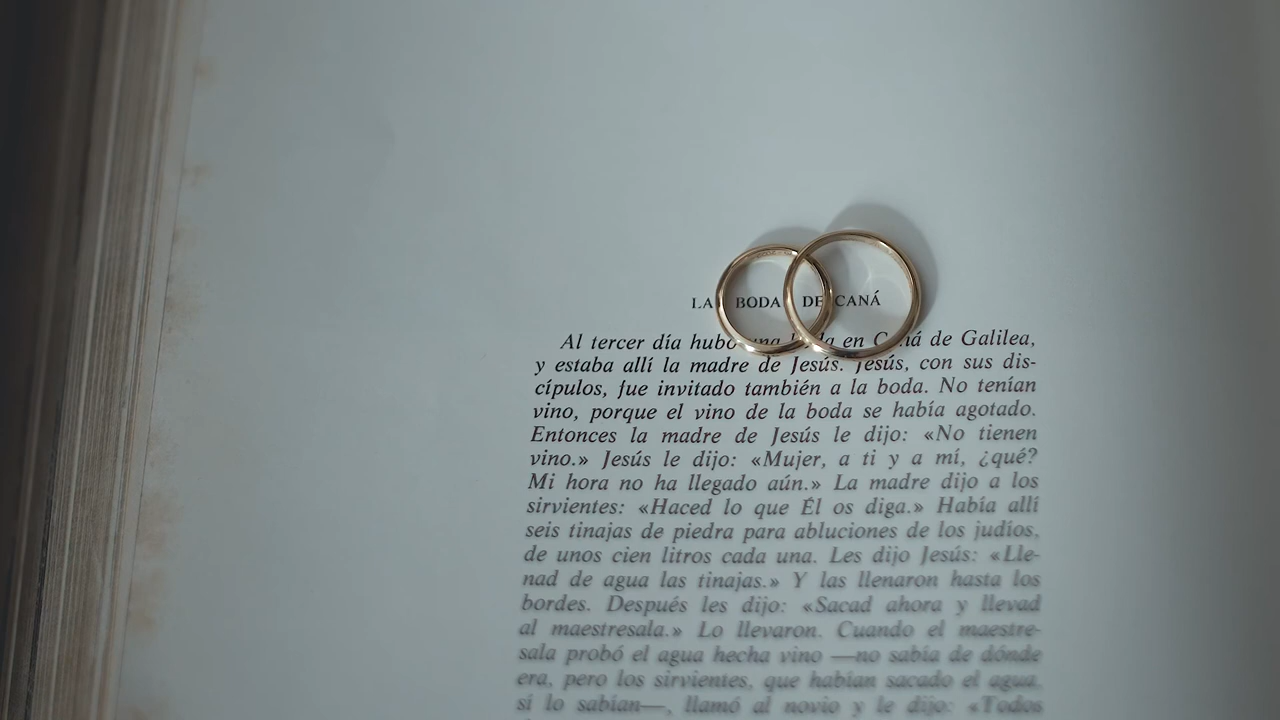 LA BODA DE CANÁ
Al tercer día hubo una boda en Caná de Galilea,
y estaba allí la madre de Jesús. Jesús, con sus dis-
cípulos, fue invitado también a la boda. No tenían
vino, porque el vino de la boda se había agotado.
Entonces la madre de Jesús le dijo: «No tienen
vino.» Jesús le dijo: «Mujer, a ti y a mí, ¿qué?
Mi hora no ha llegado aún.» La madre dijo a los
sirvientes: «Haced lo que Él os diga.» Había allí
seis tinajas de piedra para abluciones de los judíos,
de unos cien litros cada una. Les dijo Jesús: «Lle-
nad de agua las tinajas.» Y las llenaron hasta los
bordes. Después les dijo: «Sacad ahora y llevad
al maestresala.» Lo llevaron. Cuando el maestre-
sala probó el agua hecha vino —no sabía de dónde
era, pero los sirvientes, que habían sacado el agua,
sí lo sabían—, llamó al novio y le dijo: «Todos